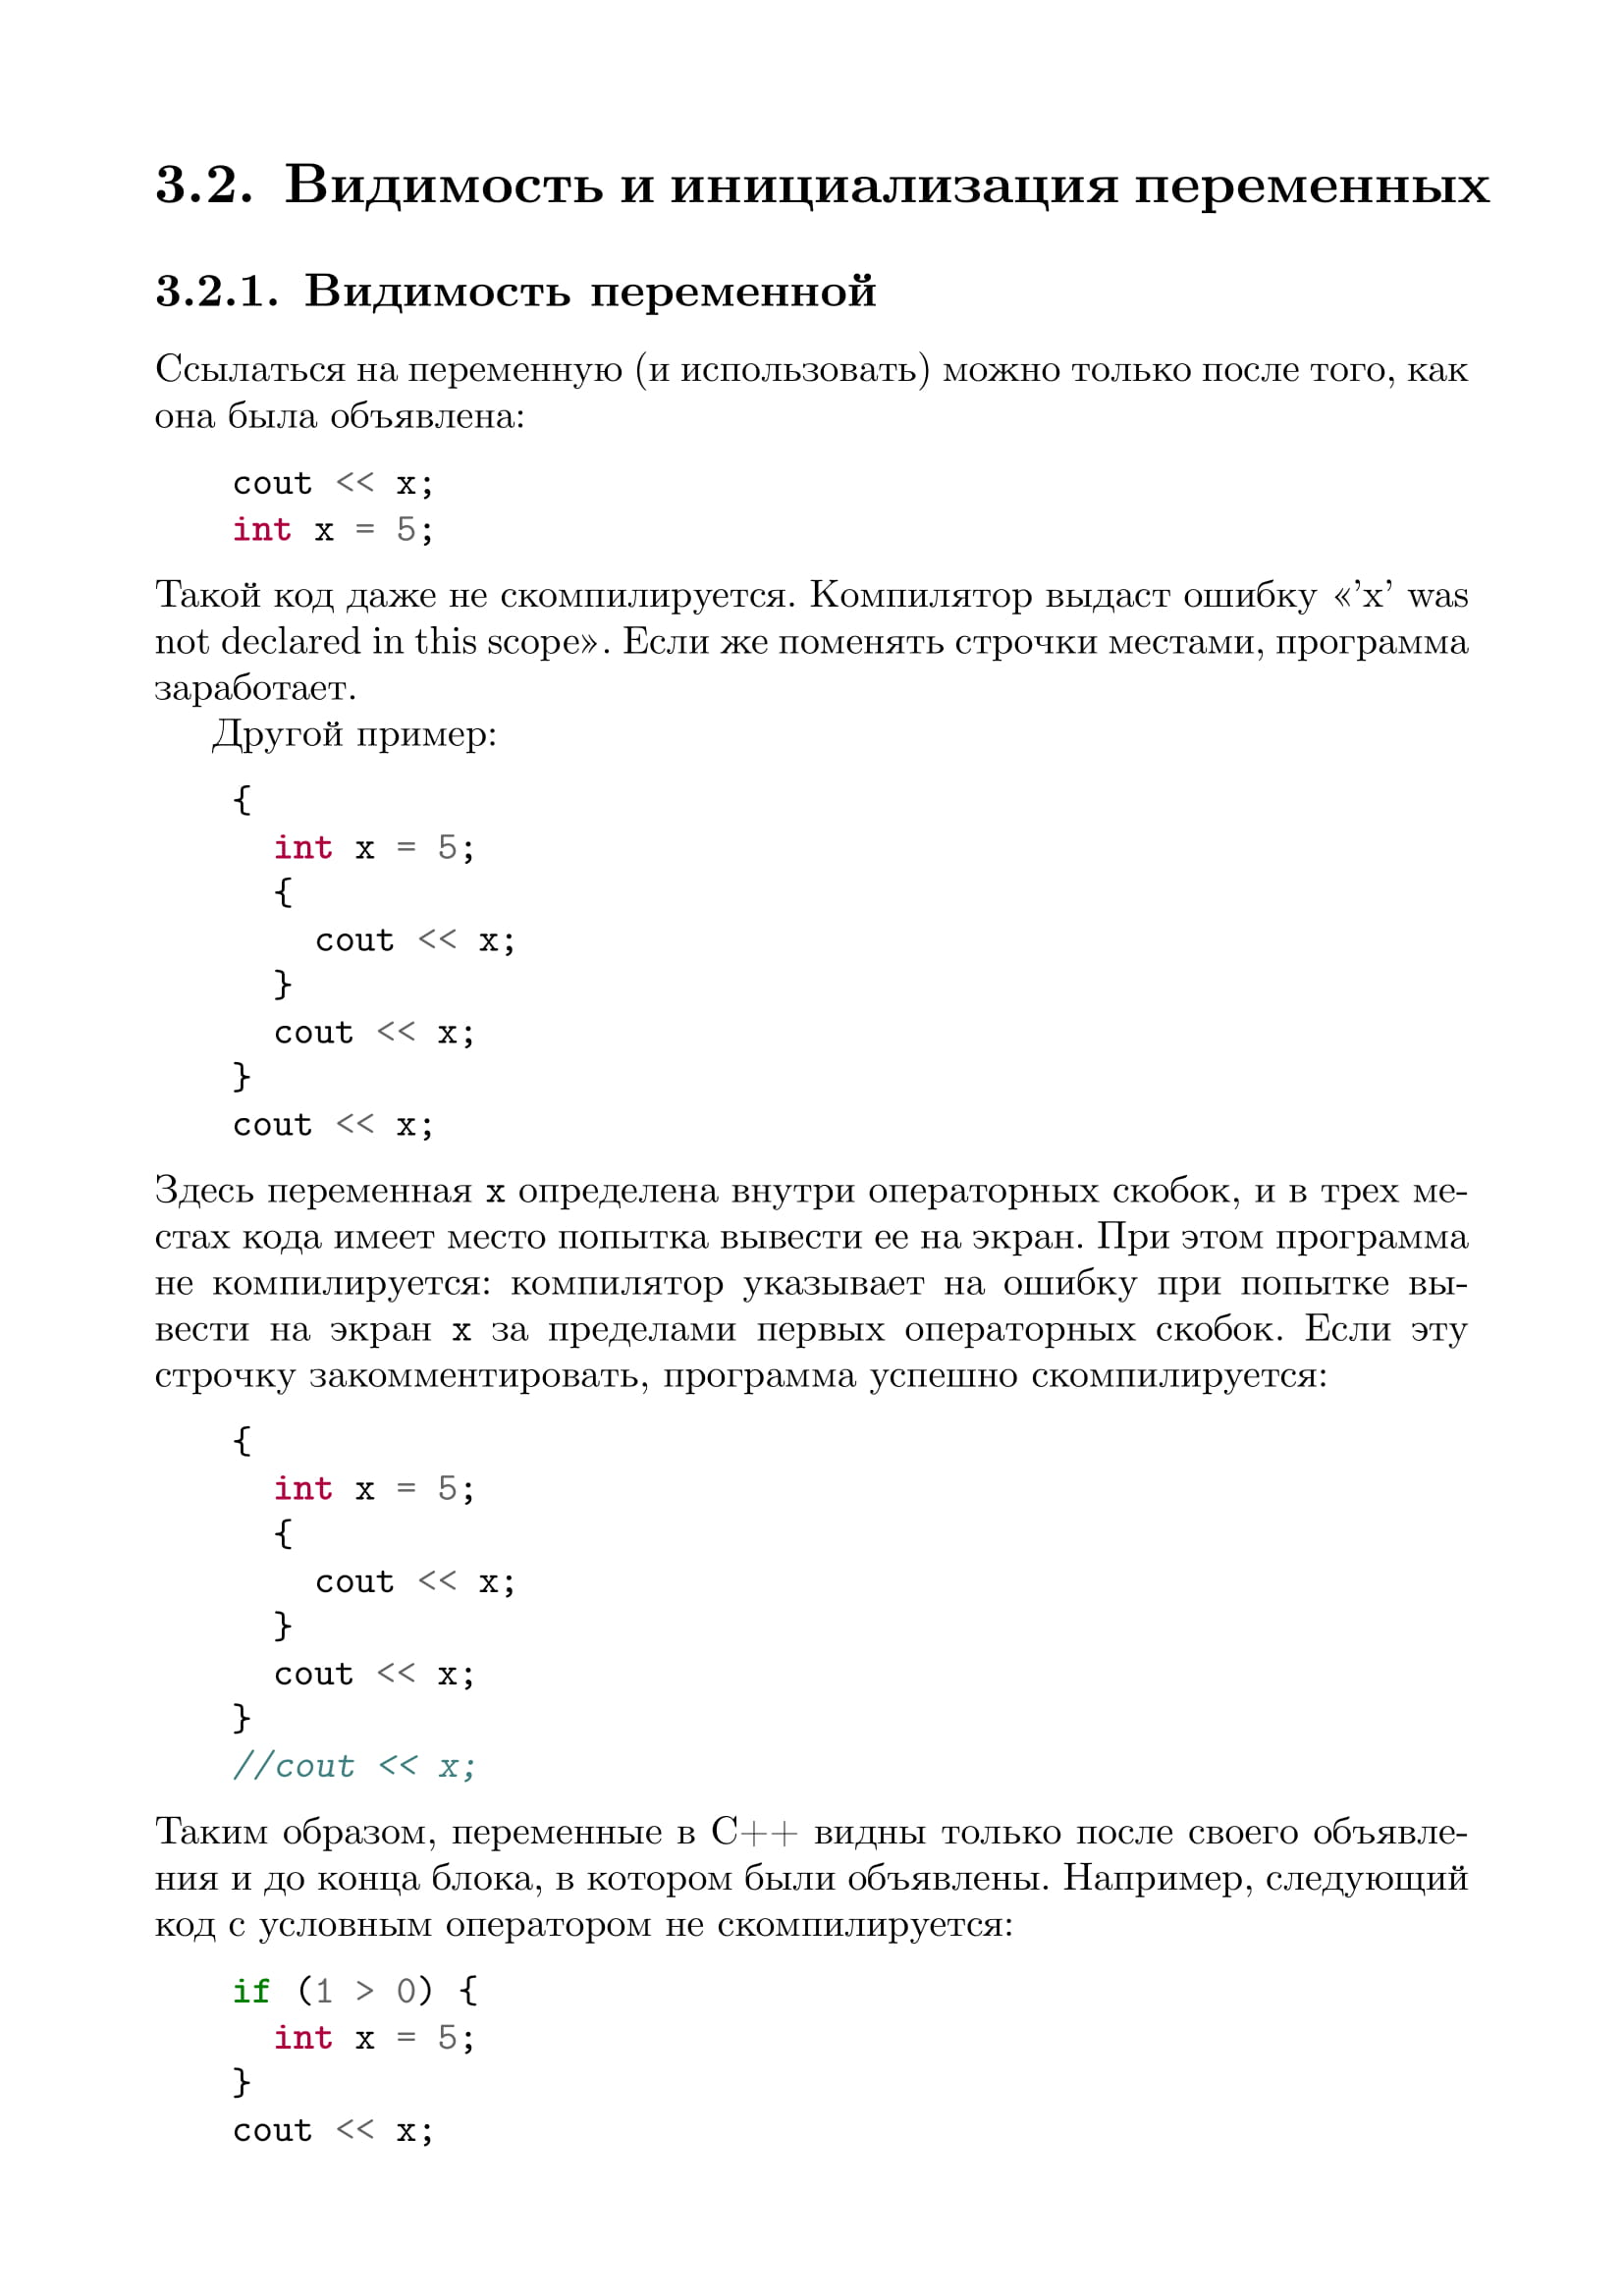 3.2. Видимость и инициализация переменных
3.2.1. Видимость переменной
Ссылаться на переменную (и использовать) можно только после того, как
она была объявлена:
cout << x;
int x = 5;
Такой код даже не скомпилируется. Компилятор выдаст ошибку «’x’ was
not declared in this scope». Если же поменять строчки местами, программа
заработает.
Другой пример:
{
  int x = 5;
  {
    cout << x;
  }
  cout << x;
}
cout << x;
Здесь переменная x определена внутри операторных скобок, и в трех ме-
стах кода имеет место попытка вывести ее на экран. При этом программа
не компилируется: компилятор указывает на ошибку при попытке вы-
вести на экран x за пределами первых операторных скобок. Если эту
строчку закомментировать, программа успешно скомпилируется:
{
  int x = 5;
  {
    cout << x;
  }
  cout << x;
}
//cout << x;
Таким образом, переменные в C++ видны только после своего объявле-
ния и до конца блока, в котором были объявлены. Например, следующий
код с условным оператором не скомпилируется:
if (1 > 0) {
  int x = 5;
}
cout << x;